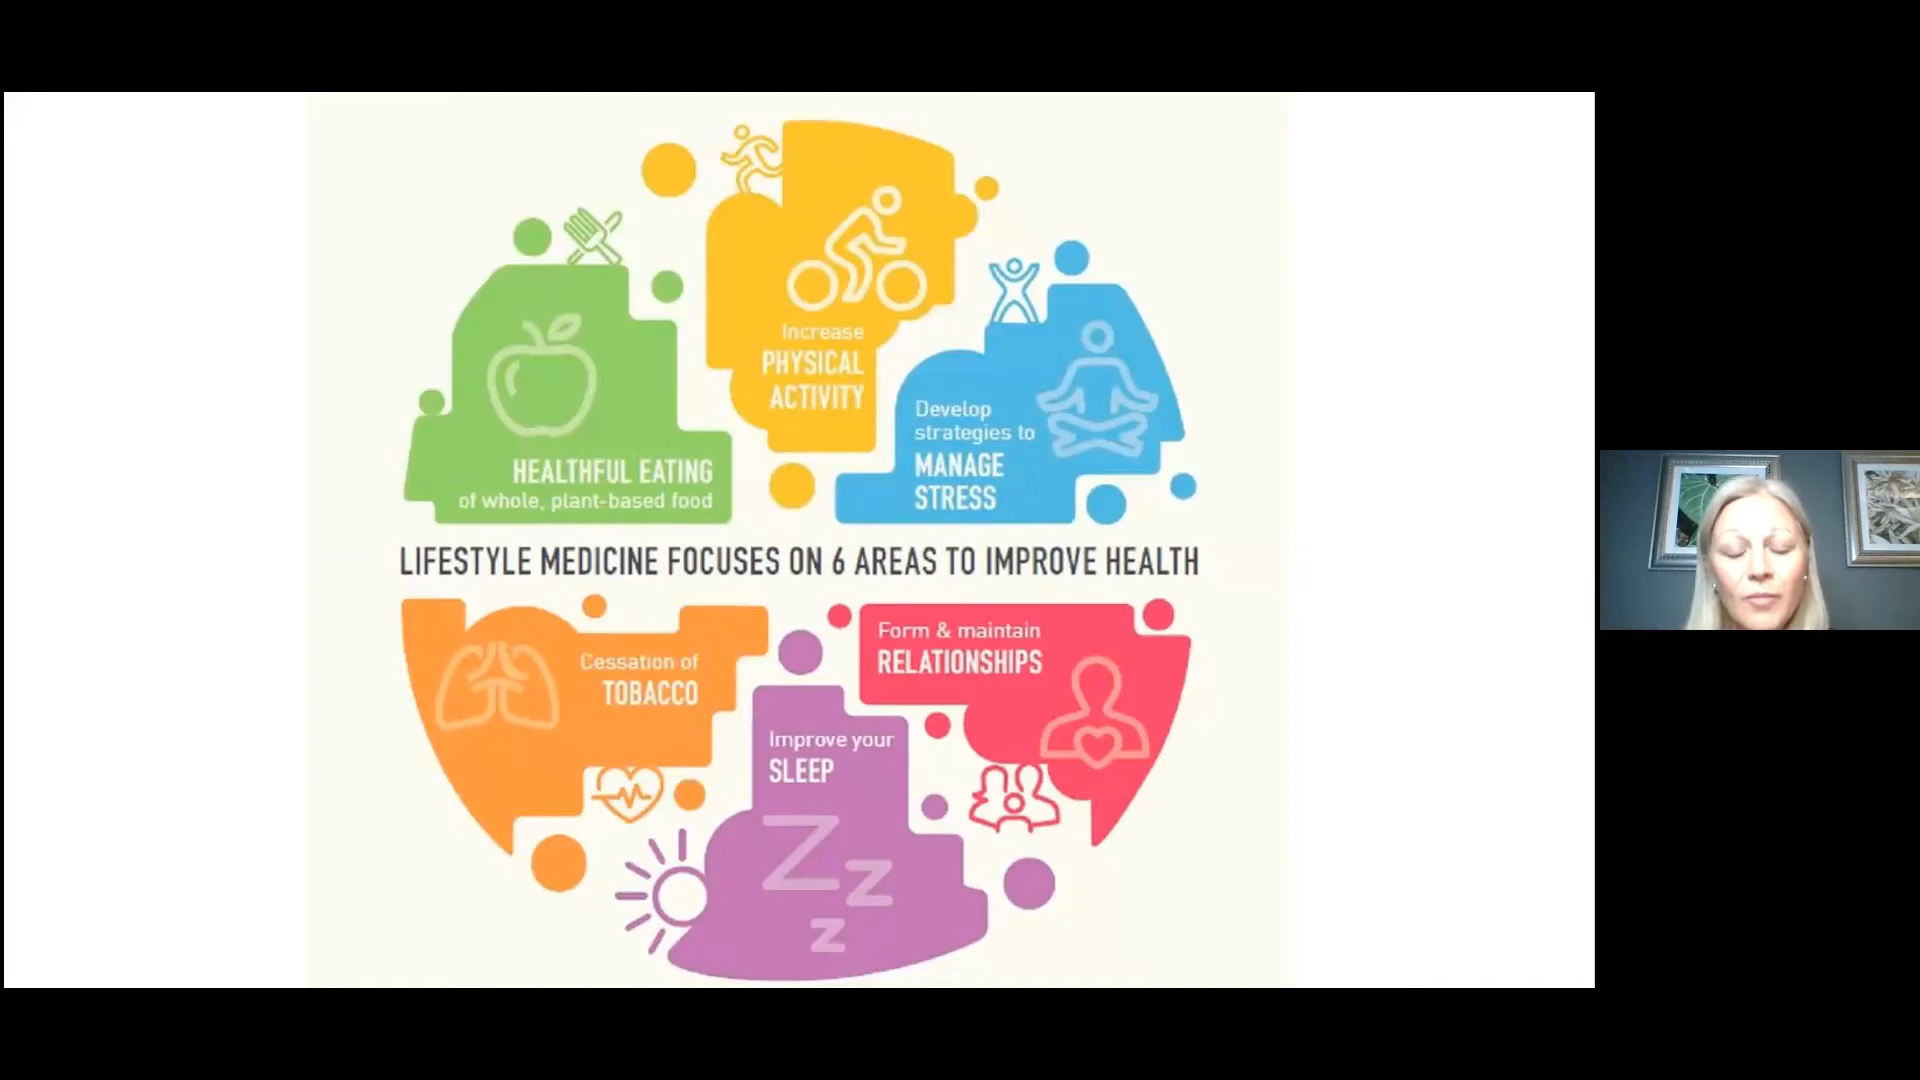 Increase
PHYSICAL
ACTIVITY
HEALTHFUL EATING
of whole, plant-based food
Develop
strategies to
MANAGE
STRESS
LIFESTYLE MEDICINE FOCUSES ON 6 AREAS TO IMPROVE HEALTH
Cessation of
TOBACCO
Improve your
SLEEP
Zzz
Form & maintain
RELATIONSHIPS